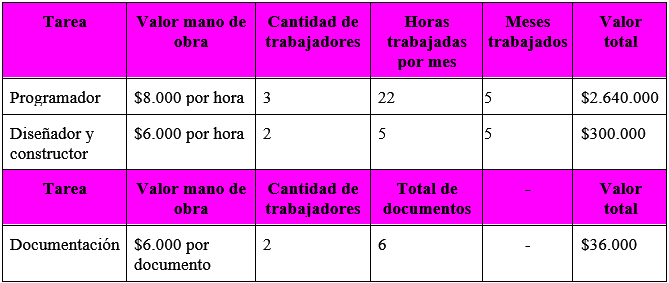 Tarea Valor mano de obra Cantidad de trabajadores Horas trabajadas por mes Meses trabajados Valor total
Programador $8.000 por hora 3 22 5 $2.640.000
Diseñador y constructor $6.000 por hora 2 5 5 $300.000
Tarea Valor mano de obra Cantidad de trabajadores Total de documentos - Valor total
Documentación $6.000 por documento 2 6 - $36.000